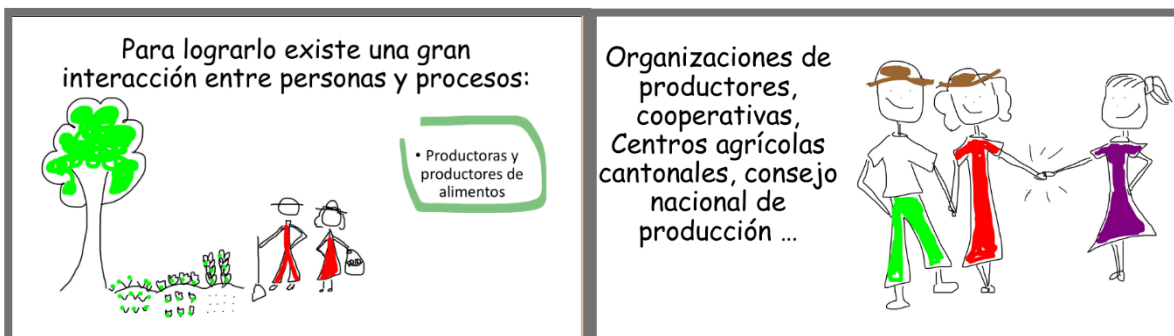 Para lograrlo existe una gran
interacción entre personas y procesos:
• Productoras y
productores de
alimentos
Organizaciones de
productores,
cooperativas,
Centros agrícolas
cantonales, consejo
nacional de
producción ...